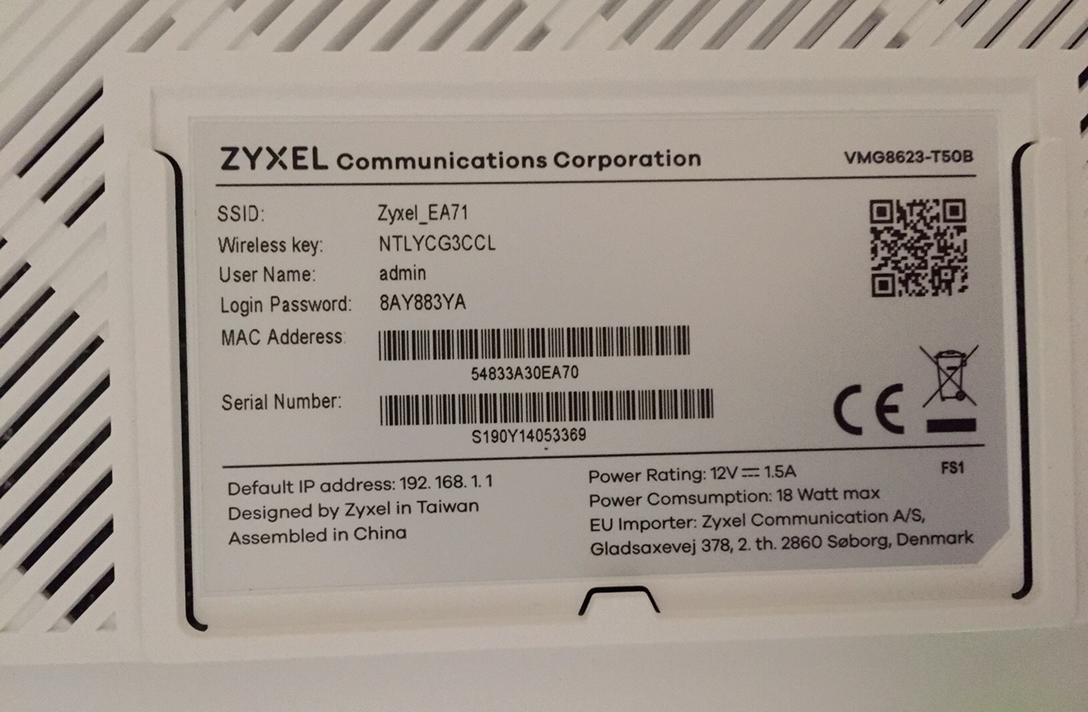 ZYXEL Communications Corporation VMG8623-T50B
SSID: Zyxel_EA71
Wireless key: NTLYCG3CCL
User Name: admin
Login Password: 8AY883YA
MAC Adderess:
54833A30EA70
Serial Number:
S190Y14053369
CE
FS1
Default IP address: 192.168.1.1
Designed by Zyxel in Taiwan
Assembled in China
Power Rating: 12V ⎓ 1.5A
Power Comsumption: 18 Watt max
EU Importer: Zyxel Communication A/S,
Gladsaxevej 378, 2. th. 2860 Søborg, Denmark